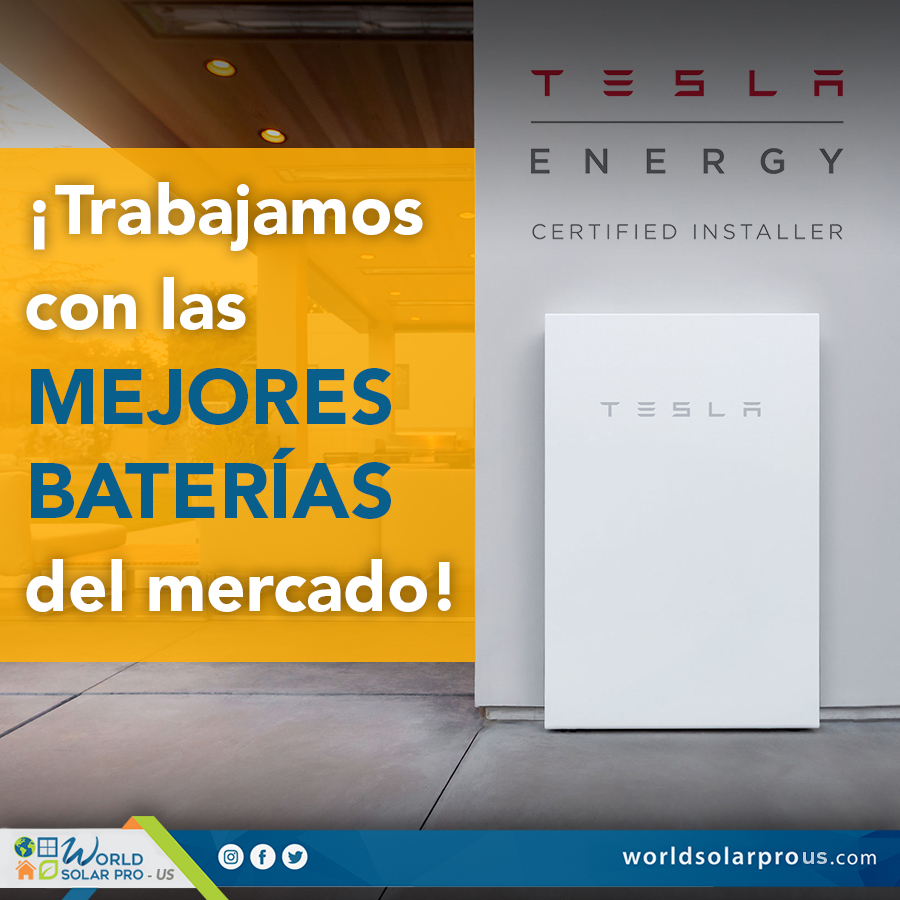 TESLA
ENERGY
CERTIFIED INSTALLER
¡Trabajamos
con las
MEJORES
BATERÍAS
del mercado!
TESLA
WORLD
SOLAR PRO - US
worldsolarprous.com